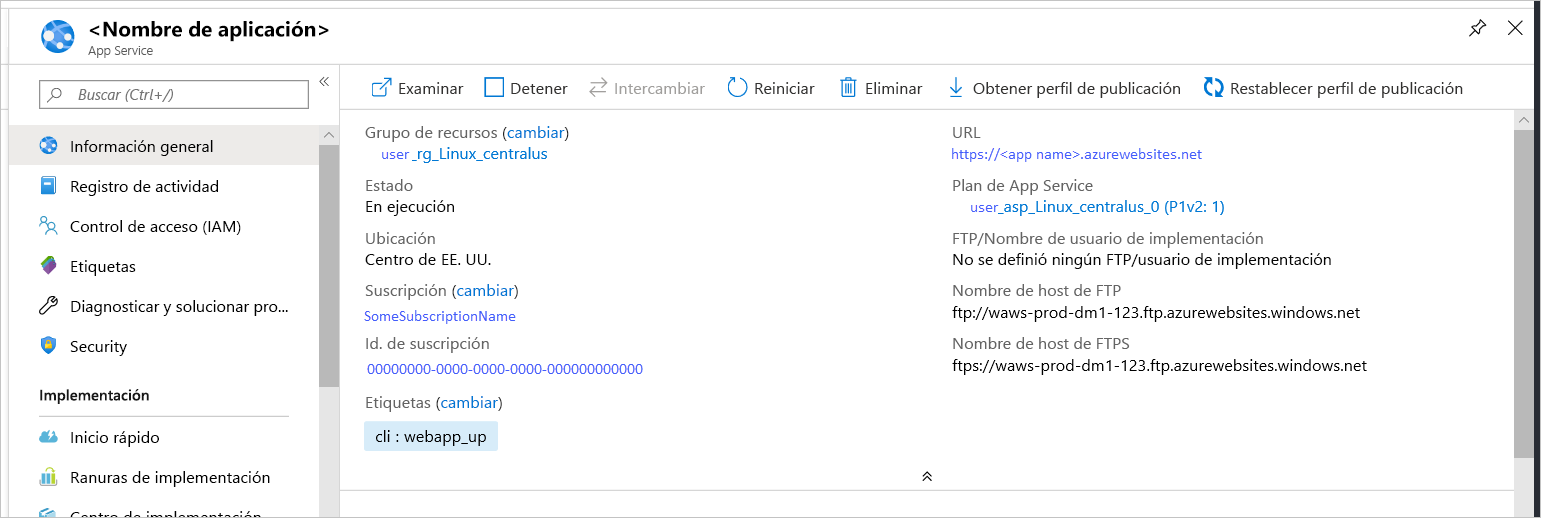 <Nombre de aplicación>
App Service
Buscar (Ctrl+/)
Información general
Registro de actividad
Control de acceso (IAM)
Etiquetas
Diagnosticar y solucionar pro...
Security
Implementación
Inicio rápido
Ranuras de implementación
Centro de implementación
Examinar
Detener
Intercambiar
Reiniciar
Eliminar
Obtener perfil de publicación
Restablecer perfil de publicación
Grupo de recursos (cambiar)
user _rg_Linux_centralus
Estado
En ejecución
Ubicación
Centro de EE. UU.
Suscripción (cambiar)
SomeSubscriptionName
Id. de suscripción
00000000-0000-0000-0000-000000000000
Etiquetas (cambiar)
cli : webapp_up
URL
https://<app name>.azurewebsites.net
Plan de App Service
user_asp_Linux_centralus_0 (P1v2: 1)
FTP/Nombre de usuario de implementación
No se definió ningún FTP/usuario de implementación
Nombre de host de FTP
ftp://waws-prod-dm1-123.ftp.azurewebsites.windows.net
Nombre de host de FTPS
ftps://waws-prod-dm1-123.ftp.azurewebsites.windows.net